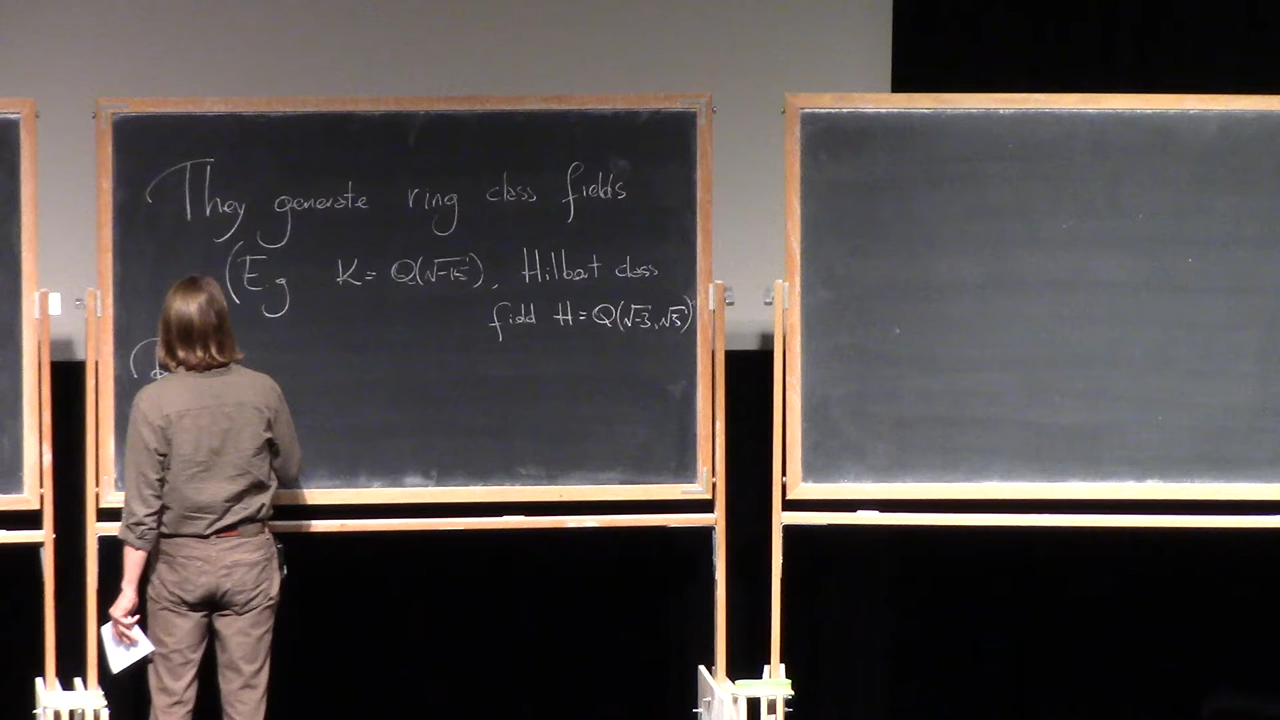 They generate ring class fields
(E.g K = Q(√-15), Hilbert class
field H = Q(√-3, √5)